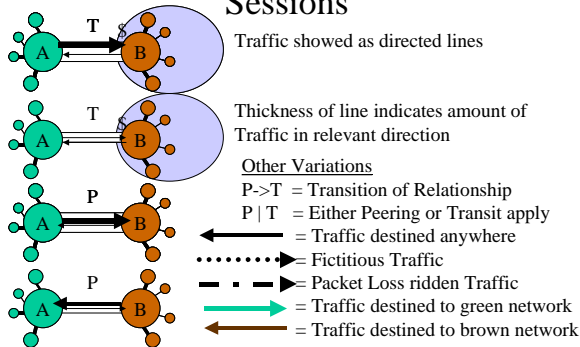 Sessions
T $ Traffic showed as directed lines
A B
T $ Thickness of line indicates amount of
A B Traffic in relevant direction
Other Variations
P P->T = Transition of Relationship
A B P | T = Either Peering or Transit apply
= Traffic destined anywhere
= Fictitious Traffic
P = Packet Loss ridden Traffic
A B = Traffic destined to green network
= Traffic destined to brown network